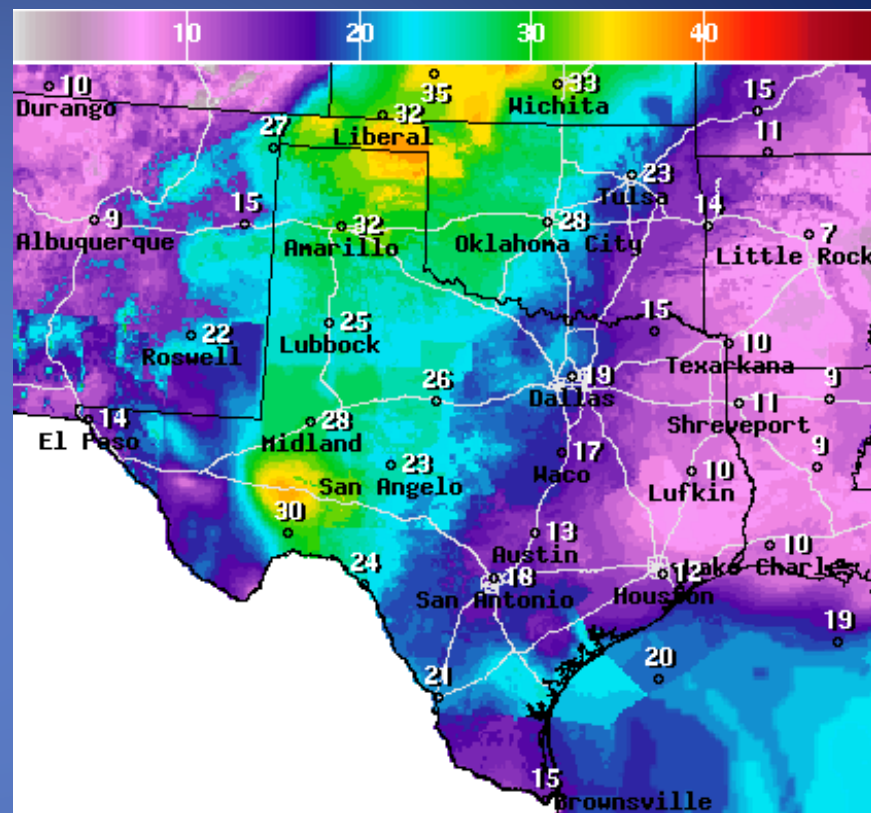 10 20 30 40
10
Durango
35
33
Wichita
32
Liberal
15
11
27
23
Tulsa
9
Albuquerque
15
32
Amarillo
28
Oklahoma City
14
7
Little Rock
22
Roswell
25
Lubbock
15
10
Texarkana
26
19
Dallas
11
Shreveport
9
14
El Paso
28
Midland
23
San Angelo
17
Waco
10
Lufkin
9
30
13
Austin
10
Lake Charles
24
18
San Antonio
12
Houston
19
20
21
15
Brownsville